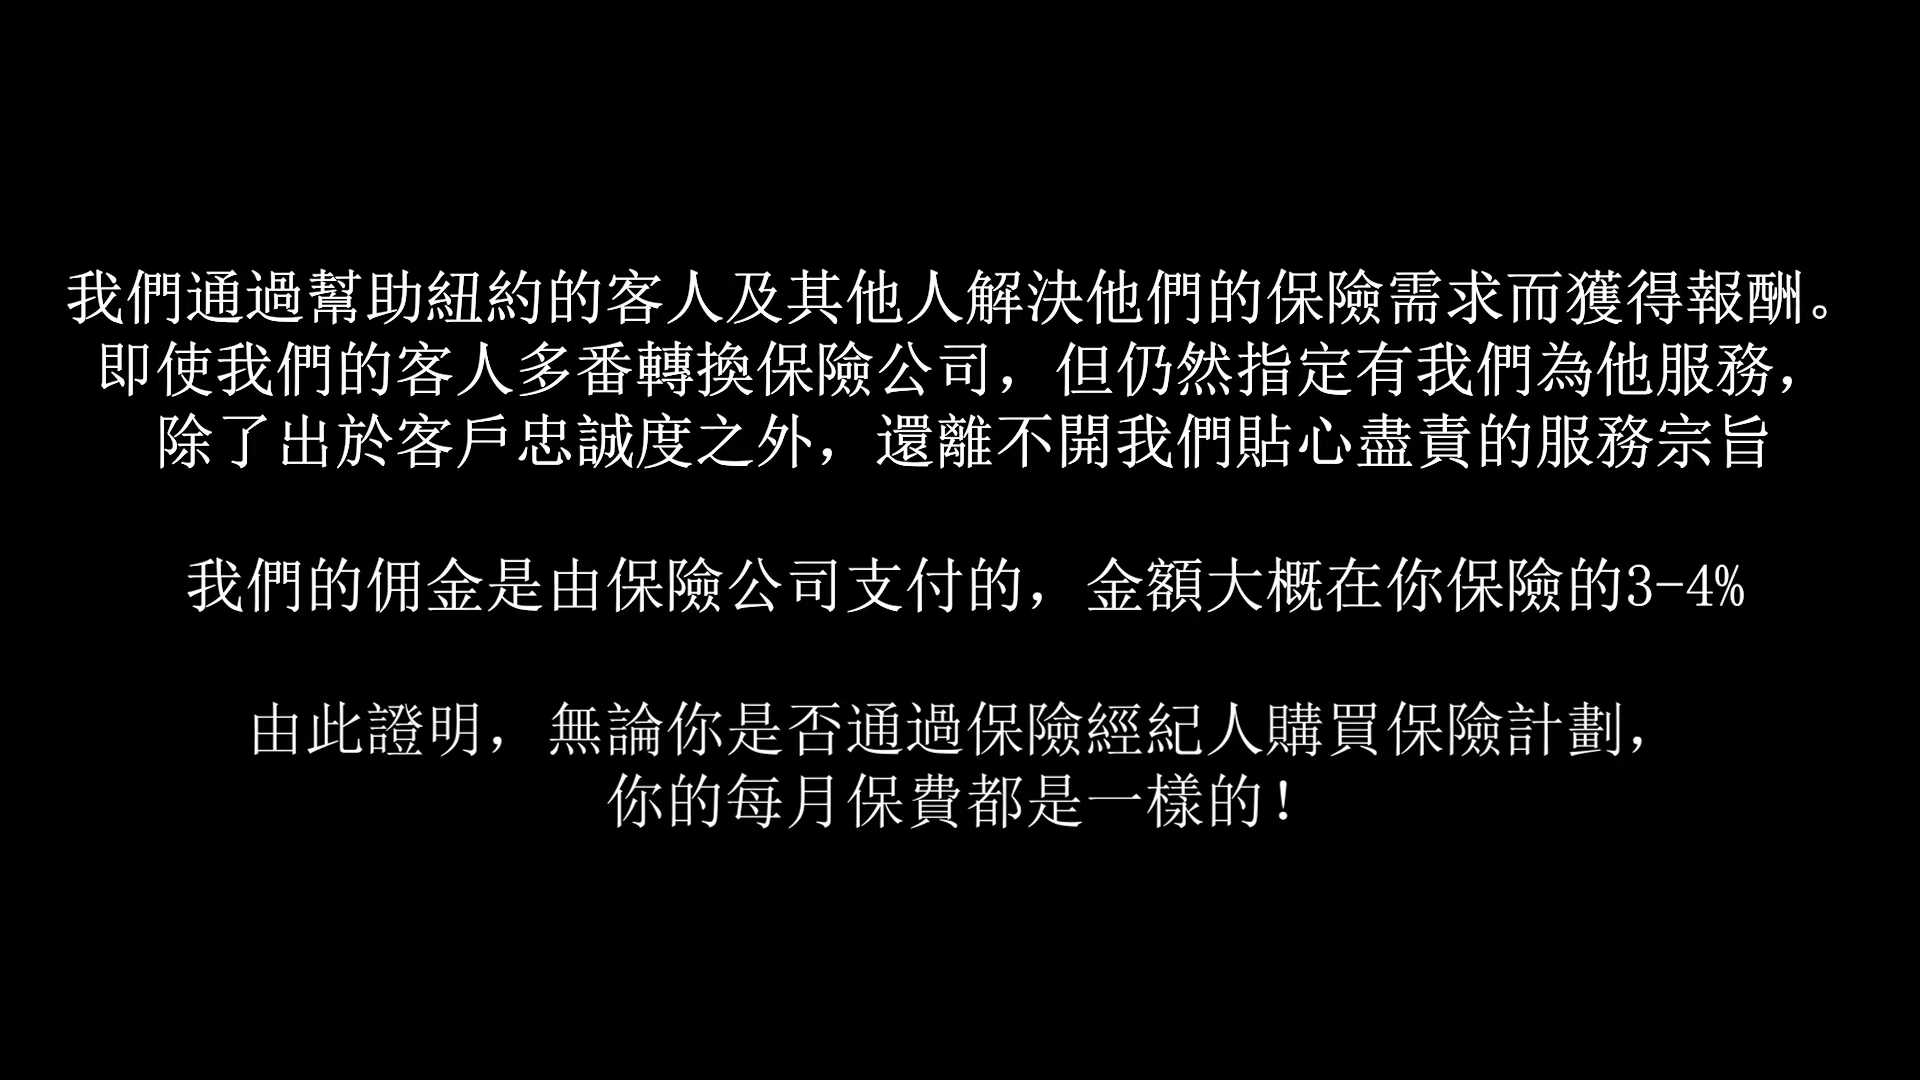 我們通過幫助紐約的客人及其他人解決他們的保險需求而獲得報酬。
即使我們的客人多番轉換保險公司，但仍然指定有我們為他服務，
除了出於客戶忠誠度之外，還離不開我們貼心盡責的服務宗旨
我們的佣金是由保險公司支付的，金額大概在你保險的3-4%
由此證明，無論你是否通過保險經紀人購買保險計劃，
你的每月保費都是一樣的！